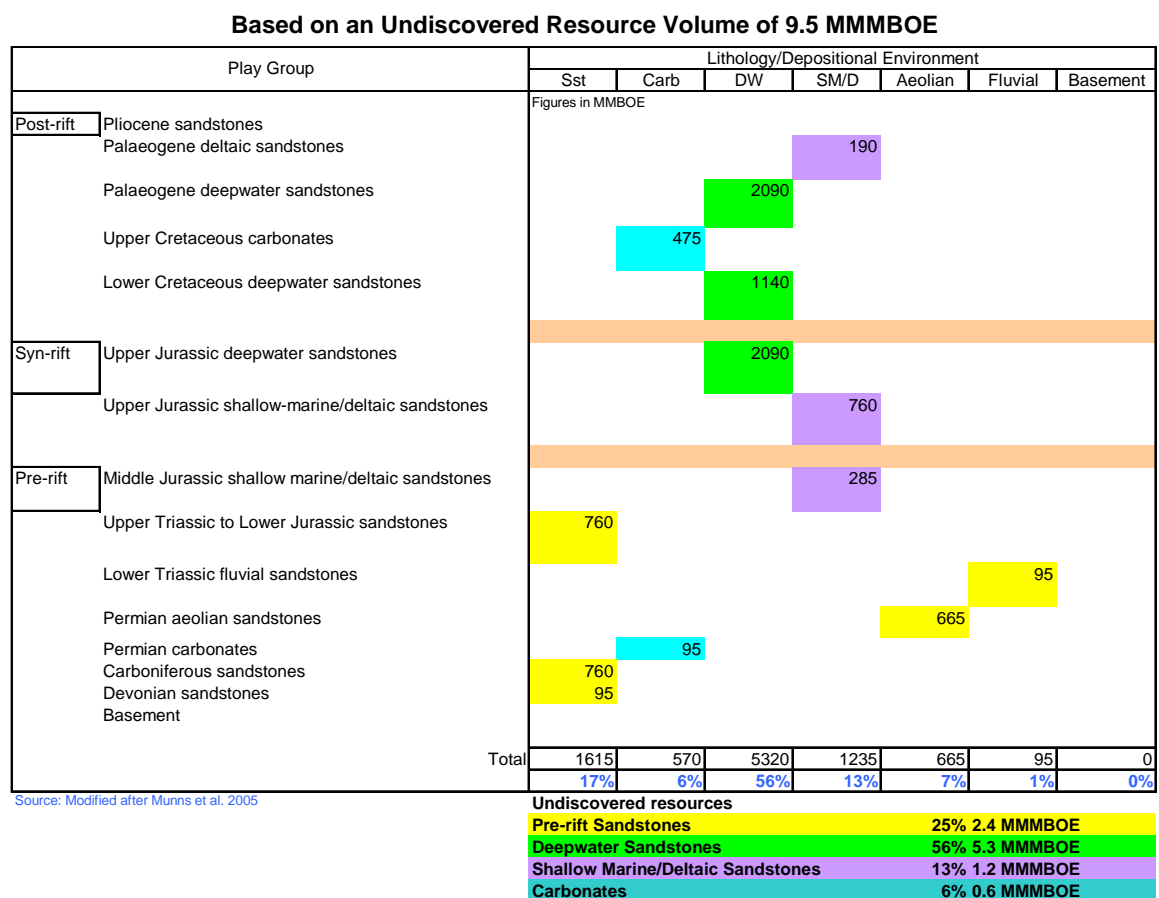 Based on an Undiscovered Resource Volume of 9.5 MMMBOE
Play Group
Lithology/Depositional Environment
Sst Carb DW SM/D Aeolian Fluvial Basement
Figures in MMBOE
Post-rift Pliocene sandstones
Palaeogene deltaic sandstones 190
Palaeogene deepwater sandstones 2090
Upper Cretaceous carbonates 475
Lower Cretaceous deepwater sandstones 1140
Syn-rift Upper Jurassic deepwater sandstones 2090
Upper Jurassic shallow-marine/deltaic sandstones 760
Pre-rift Middle Jurassic shallow marine/deltaic sandstones 285
Upper Triassic to Lower Jurassic sandstones 760
Lower Triassic fluvial sandstones 95
Permian aeolian sandstones 665
Permian carbonates 95
Carboniferous sandstones 760
Devonian sandstones 95
Basement
Total 1615 570 5320 1235 665 95 0
17% 6% 56% 13% 7% 1% 0%
Source: Modified after Munns et al. 2005
Undiscovered resources
Pre-rift Sandstones 25% 2.4 MMMBOE
Deepwater Sandstones 56% 5.3 MMMBOE
Shallow Marine/Deltaic Sandstones 13% 1.2 MMMBOE
Carbonates 6% 0.6 MMMBOE